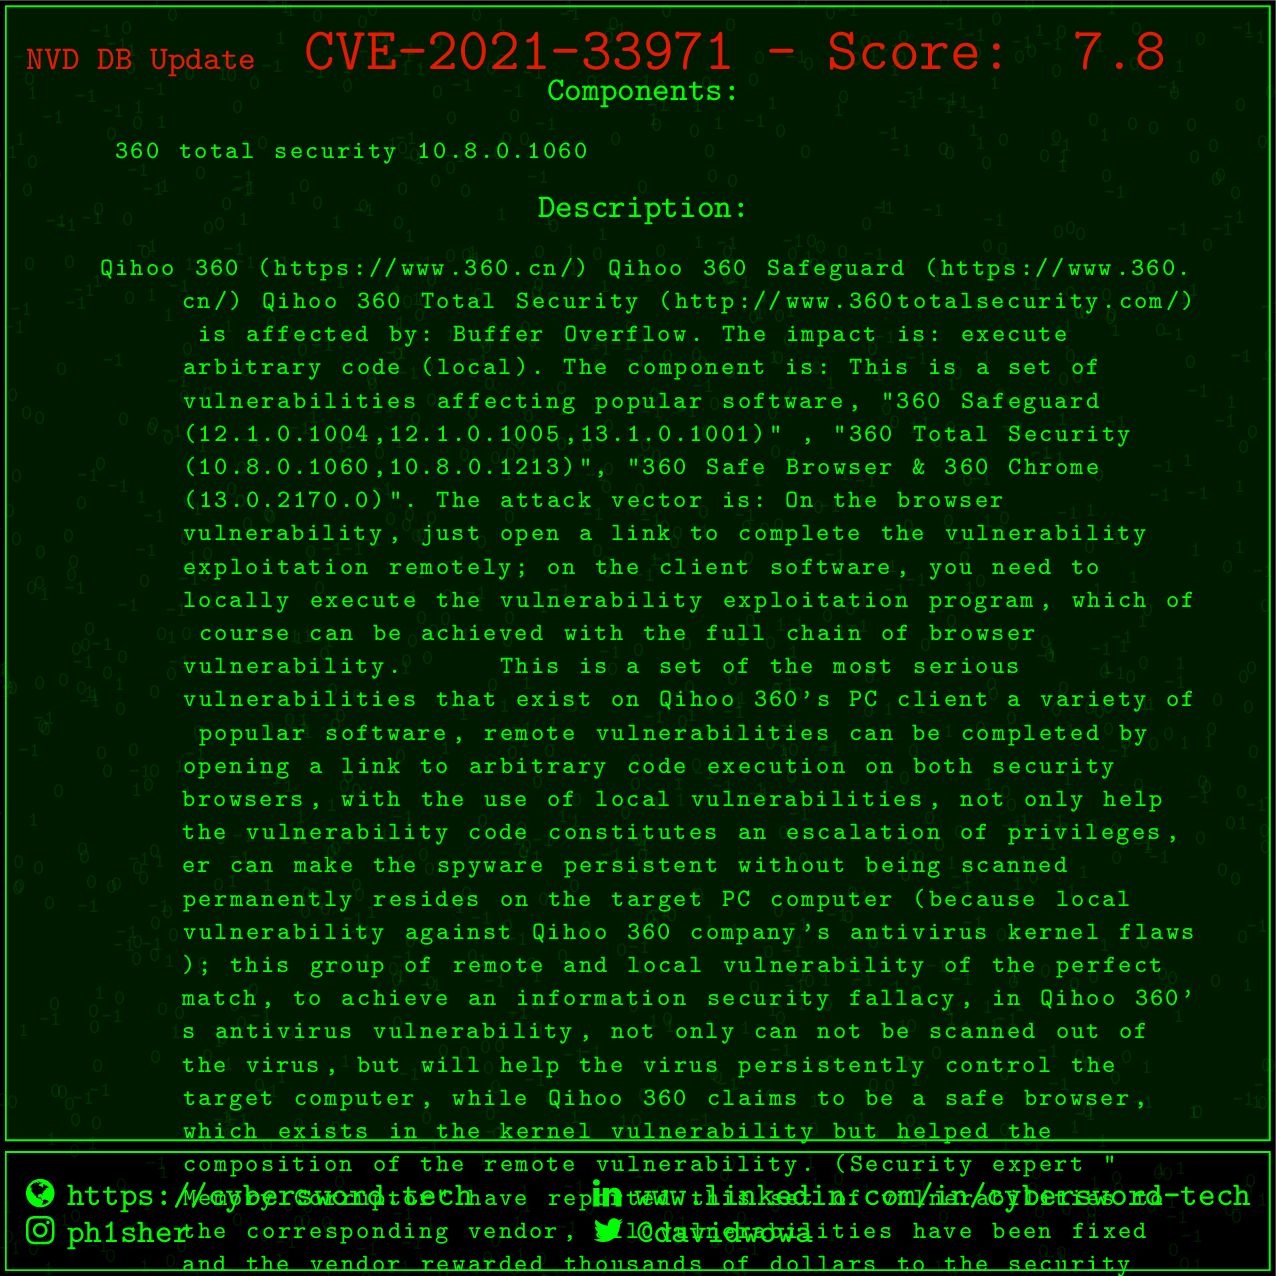 NVD DB Update CVE-2021-33971 - Score: 7.8
Components:
360 total security 10.8.0.1060
Description:
Qihoo 360 (https://www.360.cn/) Qihoo 360 Safeguard (https://www.360.
cn/) Qihoo 360 Total Security (http://www.360totalsecurity.com/)
is affected by: Buffer Overflow. The impact is: execute
arbitrary code (local). The component is: This is a set of
vulnerabilities affecting popular software, "360 Safeguard
(12.1.0.1004,12.1.0.1005,13.1.0.1001)" , "360 Total Security
(10.8.0.1060,10.8.0.1213)", "360 Safe Browser & 360 Chrome
(13.0.2170.0)". The attack vector is: On the browser
vulnerability, just open a link to complete the vulnerability
exploitation remotely; on the client software, you need to
locally execute the vulnerability exploitation program, which of
course can be achieved with the full chain of browser
vulnerability. This is a set of the most serious
vulnerabilities that exist on Qihoo 360's PC client a variety of
popular software, remote vulnerabilities can be completed by
opening a link to arbitrary code execution on both security
browsers, with the use of local vulnerabilities, not only help
the vulnerability code constitutes an escalation of privileges,
er can make the spyware persistent without being scanned
permanently resides on the target PC computer (because local
vulnerability against Qihoo 360 company's antivirus kernel flaws
); this group of remote and local vulnerability of the perfect
match, to achieve an information security fallacy, in Qihoo 360'
s antivirus vulnerability, not only can not be scanned out of
the virus, but will help the virus persistently control the
target computer, while Qihoo 360 claims to be a safe browser,
which exists in the kernel vulnerability but helped the
composition of the remote vulnerability. (Security expert "
have reported this set of vulnerabilities to
https://cybersword.tech www.linkedin.com/in/cybersword-tech
the corresponding vendor, vulnerabilities have been fixed
ph1sher @davidwowa
and the vendor rewarded thousands of dollars to the security